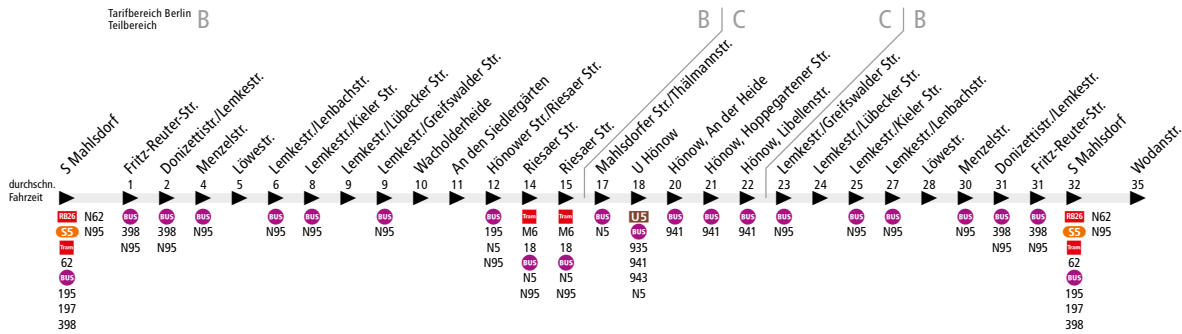 Tarifbereich Berlin
Teilbereich
B
B
C
C
B
S Mahlsdorf
Fritz-Reuter-Str.
Donizettistr./Lemkestr.
Menzelstr.
Löwestr.
Lemkestr./Lenbachstr.
Lemkestr./Kieler Str.
Lemkestr./Lübecker Str.
Lemkestr./Greifswalder Str.
Wacholderheide
An den Siedlergärten
Hönower Str./Riesaer Str.
Riesaer Str.
Riesaer Str.
Mahlsdorfer Str./Thälmannstr.
U Hönow
Hönow, An der Heide
Hönow, Hoppegartener Str.
Hönow, Libellenstr.
Lemkestr./Greifswalder Str.
Lemkestr./Lübecker Str.
Lemkestr./Kieler Str.
Lemkestr./Lenbachstr.
Löwestr.
Menzelstr.
Donizettistr./Lemkestr.
Fritz-Reuter-Str.
S Mahlsdorf
Wodanstr.
durchschn.
Fahrzeit
1 2 4 5 6 8 9 9 10 11 12 14 15 17 18 20 21 22 23 24 25 27 28 30 31 31 32 35
RB26 N62 BUS BUS BUS BUS BUS BUS BUS Tram Tram BUS U5 BUS BUS BUS BUS BUS BUS BUS BUS BUS RB26 N62
S5 N95 398 398 N95 N95 N95 N95 195 M6 M6 N5 BUS 941 941 941 N95 N95 N95 N95 398 398 S5 N95
Tram N95 N95 N5 18 18 935 N95 N95 Tram
62 N95 BUS BUS 941 62
BUS N5 N5 943 BUS
195 N95 N95 N5 195
197 197
398 398